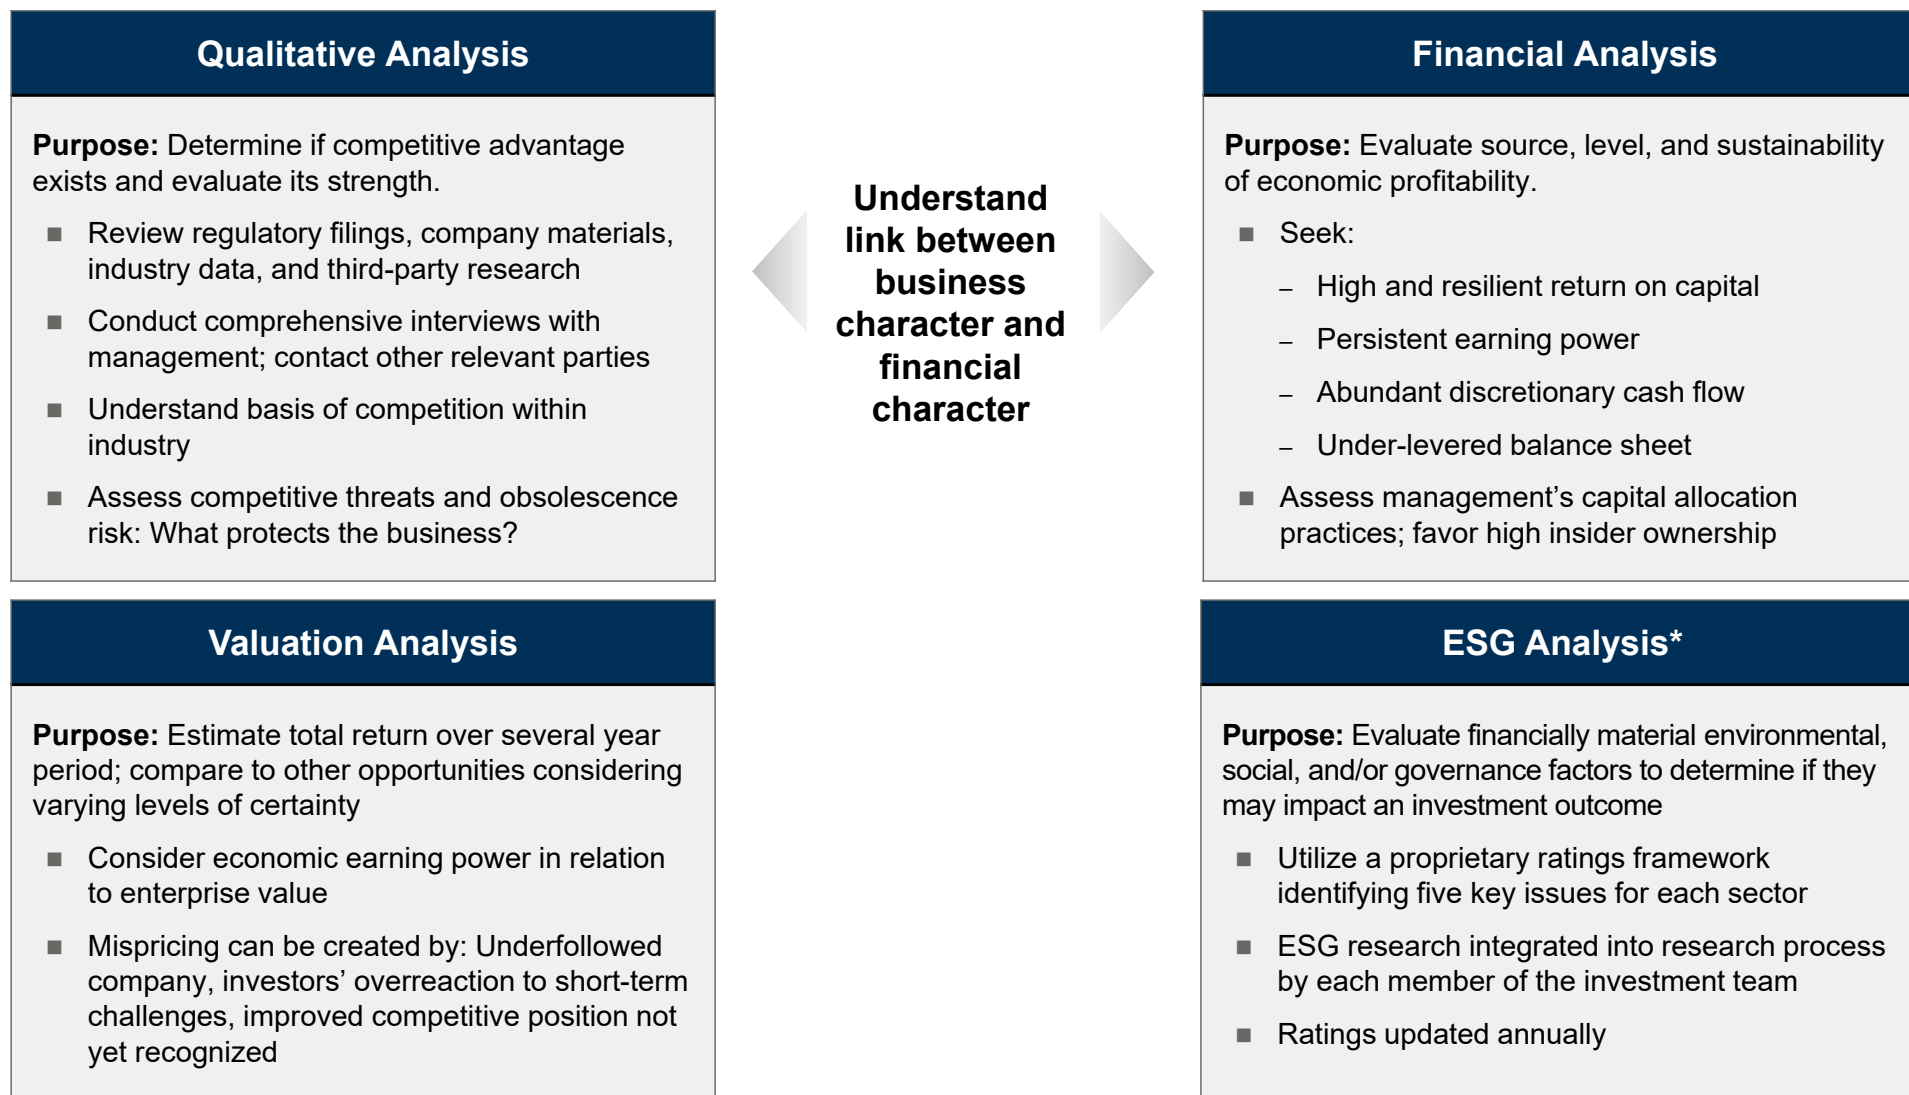 Qualitative Analysis
Purpose: Determine if competitive advantage
exists and evaluate its strength.
■ Review regulatory filings, company materials,
industry data, and third-party research
■ Conduct comprehensive interviews with
management; contact other relevant parties
■ Understand basis of competition within
industry
■ Assess competitive threats and obsolescence
risk: What protects the business?
Understand
link between
business
character and
financial
character
Financial Analysis
Purpose: Evaluate source, level, and sustainability
of economic profitability.
■ Seek:
– High and resilient return on capital
– Persistent earning power
– Abundant discretionary cash flow
– Under-levered balance sheet
■ Assess management’s capital allocation
practices; favor high insider ownership
Valuation Analysis
Purpose: Estimate total return over several year
period; compare to other opportunities considering
varying levels of certainty
■ Consider economic earning power in relation
to enterprise value
■ Mispricing can be created by: Underfollowed
company, investors’ overreaction to short-term
challenges, improved competitive position not
yet recognized
ESG Analysis*
Purpose: Evaluate financially material environmental,
social, and/or governance factors to determine if they
may impact an investment outcome
■ Utilize a proprietary ratings framework
identifying five key issues for each sector
■ ESG research integrated into research process
by each member of the investment team
■ Ratings updated annually